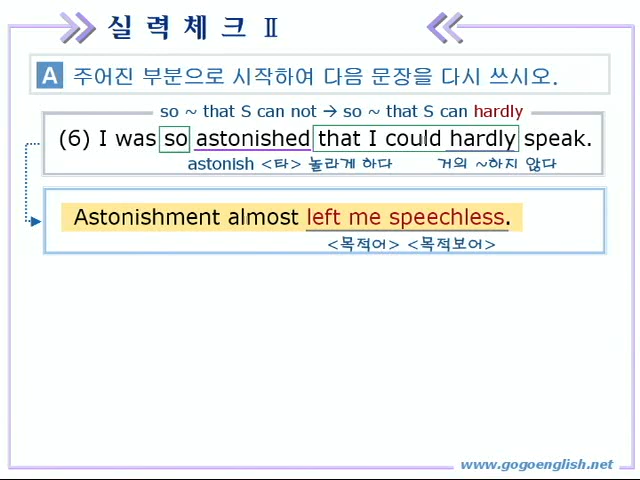 실 력 체 크 Ⅱ
A 주어진 부분으로 시작하여 다음 문장을 다시 쓰시오.
so ~ that S can not → so ~ that S can hardly
(6) I was so astonished that I could hardly speak.
astonish <타> 놀라게 하다 거의 ~하지 않다
Astonishment almost left me speechless.
<목적어> <목적보어>
www.gogoenglish.net